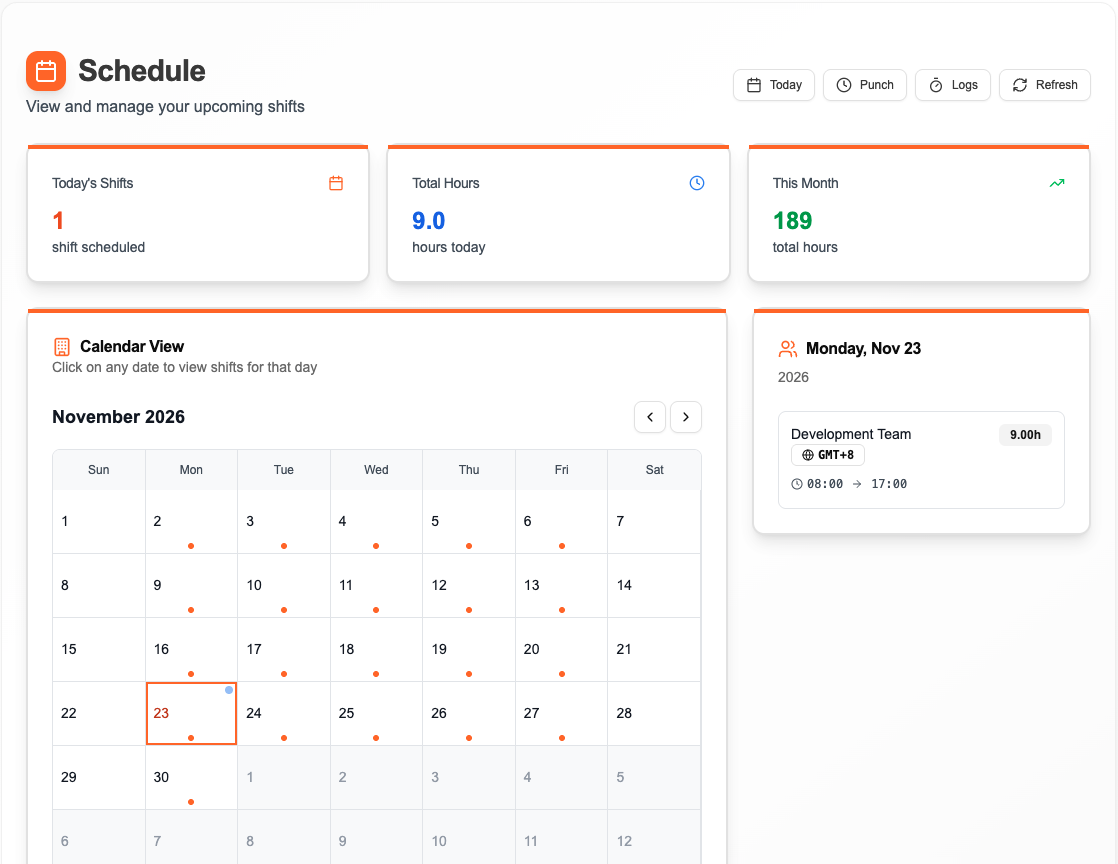 Schedule
View and manage your upcoming shifts
Today Punch Logs Refresh
Today's Shifts
1
shift scheduled
Total Hours
9.0
hours today
This Month
189
total hours
Calendar View
Click on any date to view shifts for that day
November 2026
Sun Mon Tue Wed Thu Fri Sat
1 2 3 4 5 6 7
8 9 10 11 12 13 14
15 16 17 18 19 20 21
22 23 24 25 26 27 28
29 30 1 2 3 4 5
6 7 8 9 10 11 12
Monday, Nov 23
2026
Development Team 9.00h
GMT+8
08:00 → 17:00